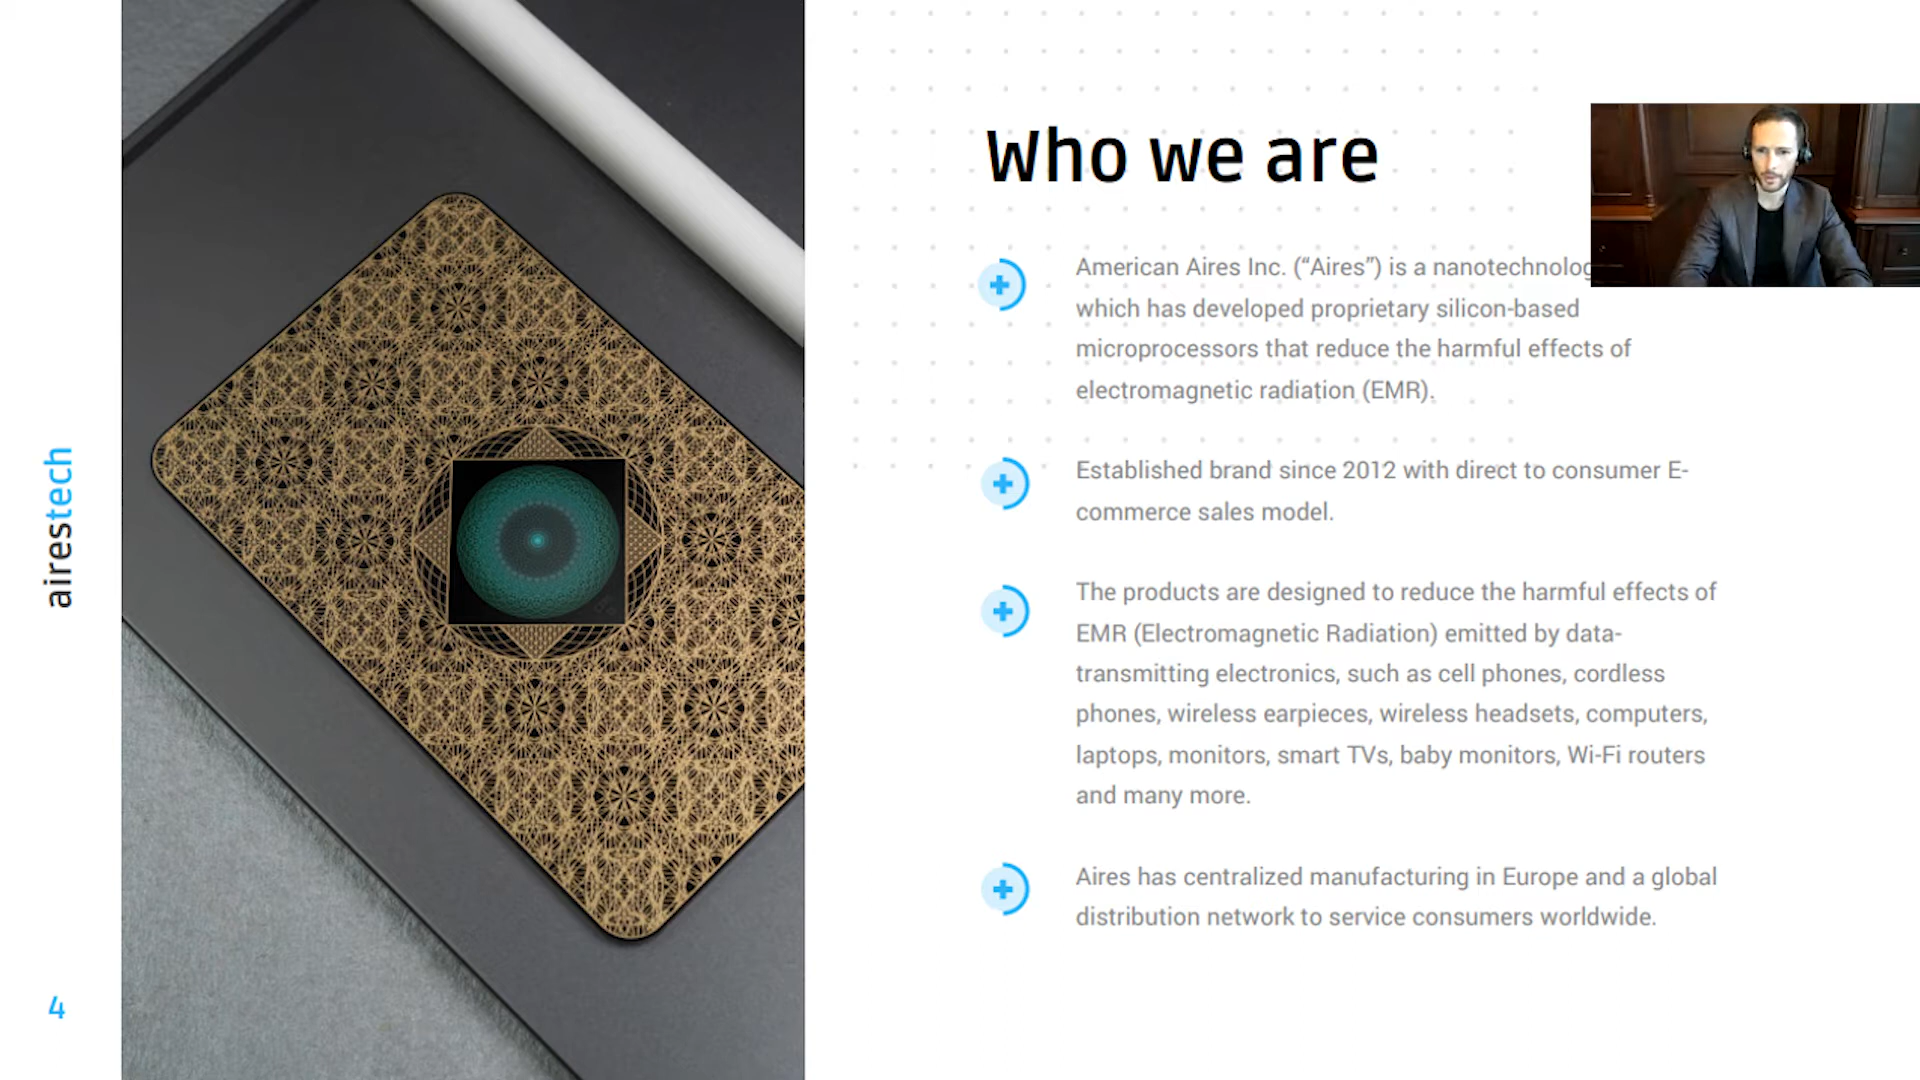 airestech
4
Who we are
American Aires Inc. (“Aires”) is a
which has developed proprietary silicon-based
microprocessors that reduce the harmful effects of
electromagnetic radiation (EMR).
Established brand since 2012 with direct to consumer E-
commerce sales model.
The products are designed to reduce the harmful effects of
EMR (Electromagnetic Radiation) emitted by data-
transmitting electronics, such as cell phones, cordless
phones, wireless earpieces, wireless headsets, computers,
laptops, monitors, smart TVs, baby monitors, Wi-Fi routers
and many more.
Aires has centralized manufacturing in Europe and a global
distribution network to service consumers worldwide.